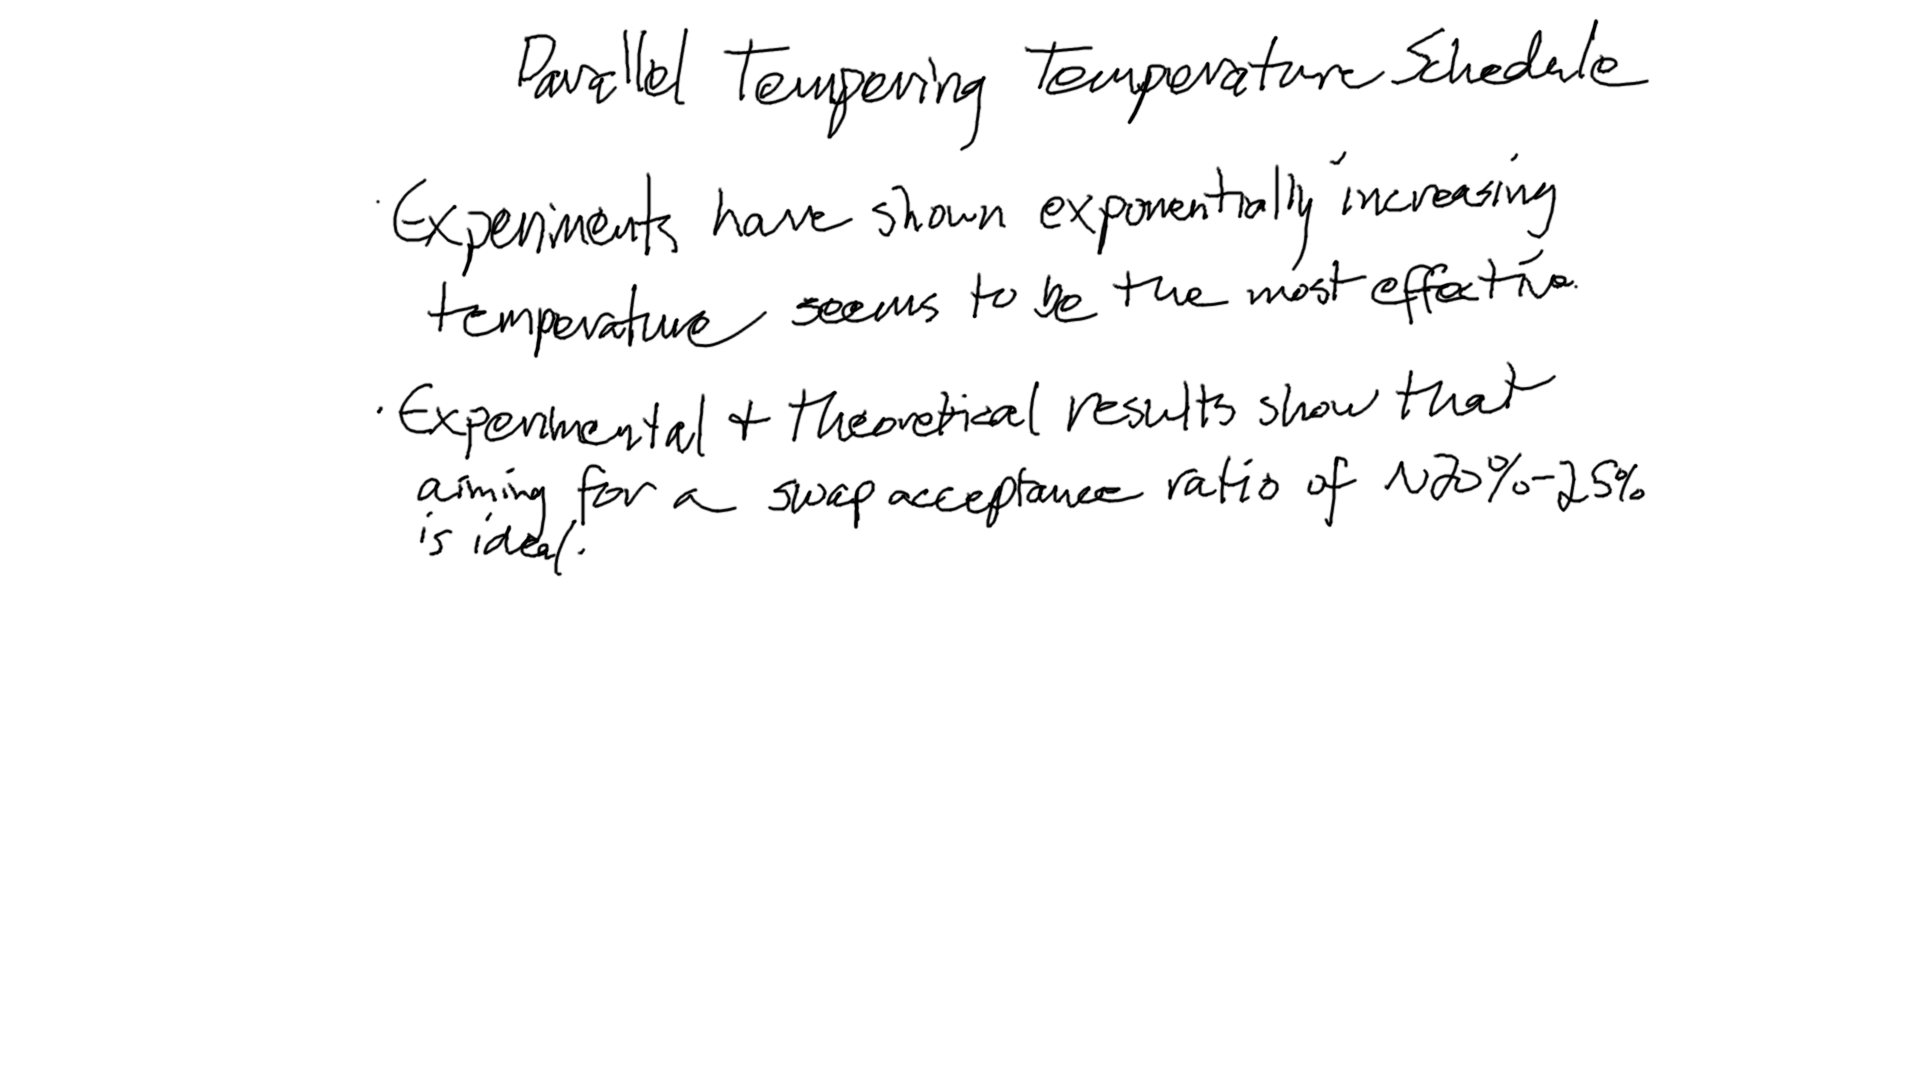 Parallel Tempering Temperature Schedule
· Experiments have shown exponentially increasing
temperature seems to be the most effective.
· Experimental + theoretical results show that
aiming for a swap acceptance ratio of ~20%-25%
is ideal.